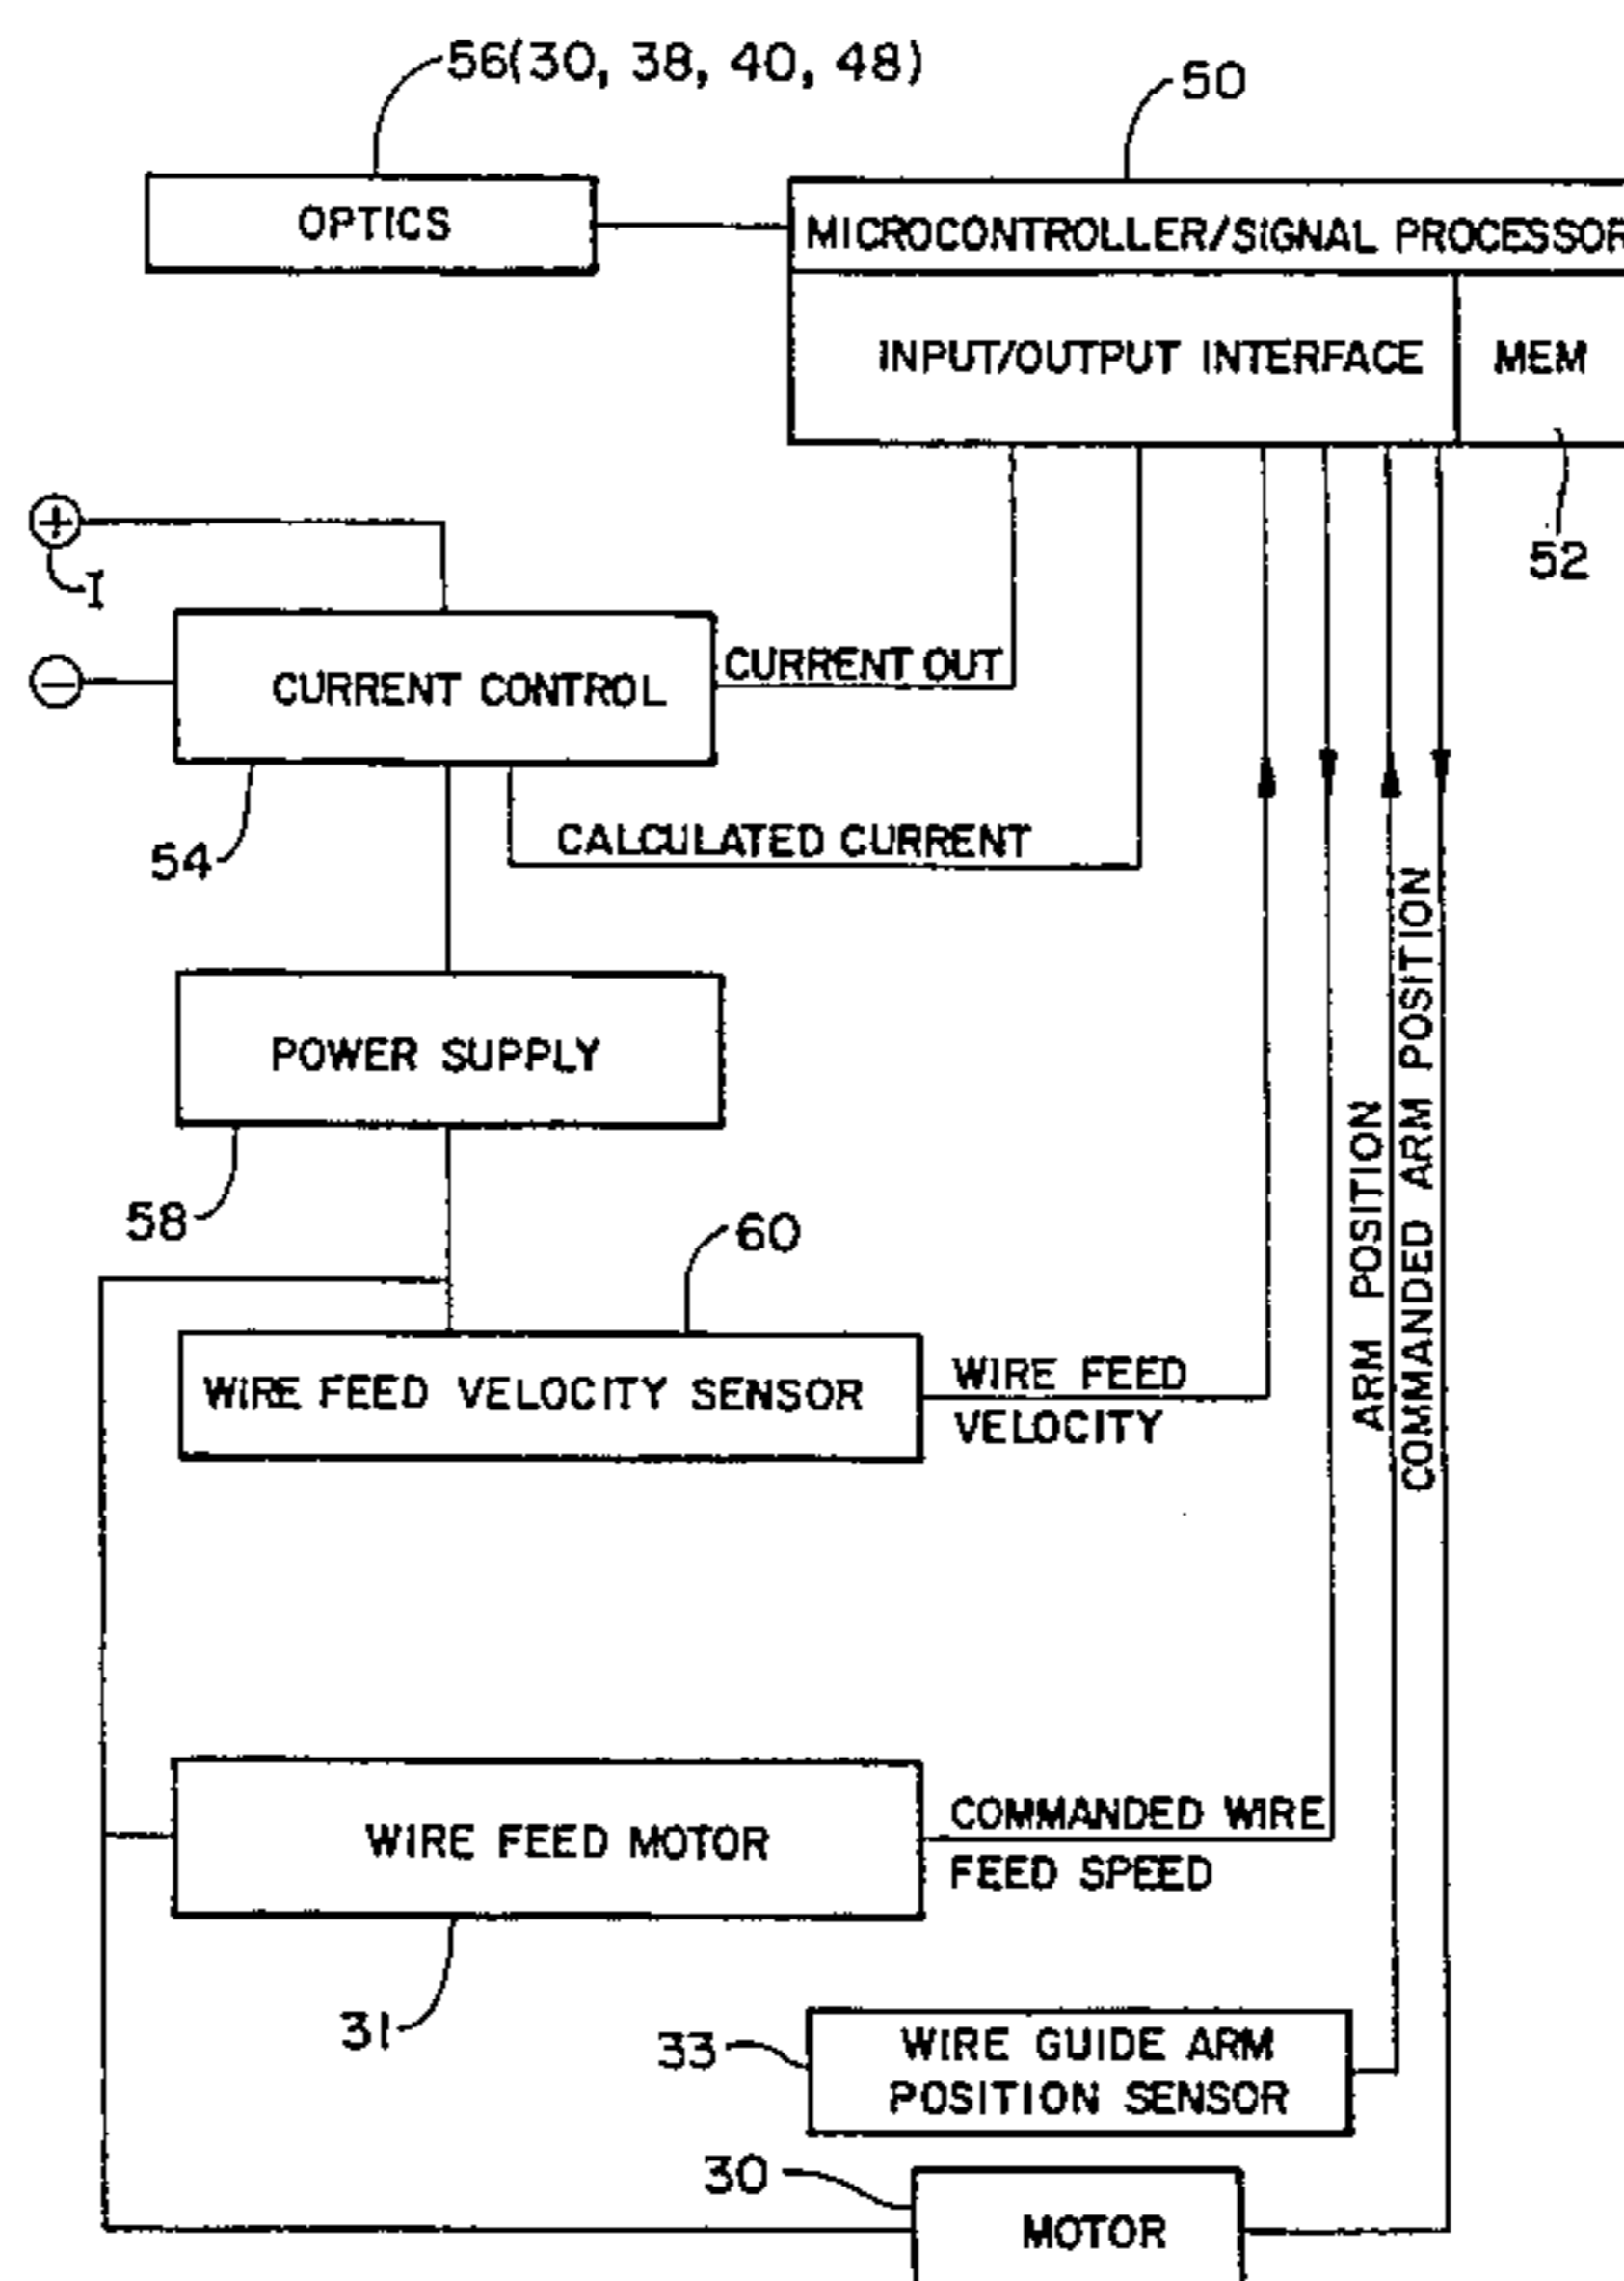 56(30, 38, 40, 48)
50
OPTICS
MICROCONTROLLER/SIGNAL PROCESSOR
INPUT/OUTPUT INTERFACE
MEM
52
+
I
−
CURRENT CONTROL
CURRENT OUT
54
CALCULATED CURRENT
POWER SUPPLY
58
60
WIRE FEED VELOCITY SENSOR
WIRE FEED
VELOCITY
ARM POSITION
COMMANDED ARM POSITION
WIRE FEED MOTOR
COMMANDED WIRE
FEED SPEED
31
33
WIRE GUIDE ARM
POSITION SENSOR
30
MOTOR